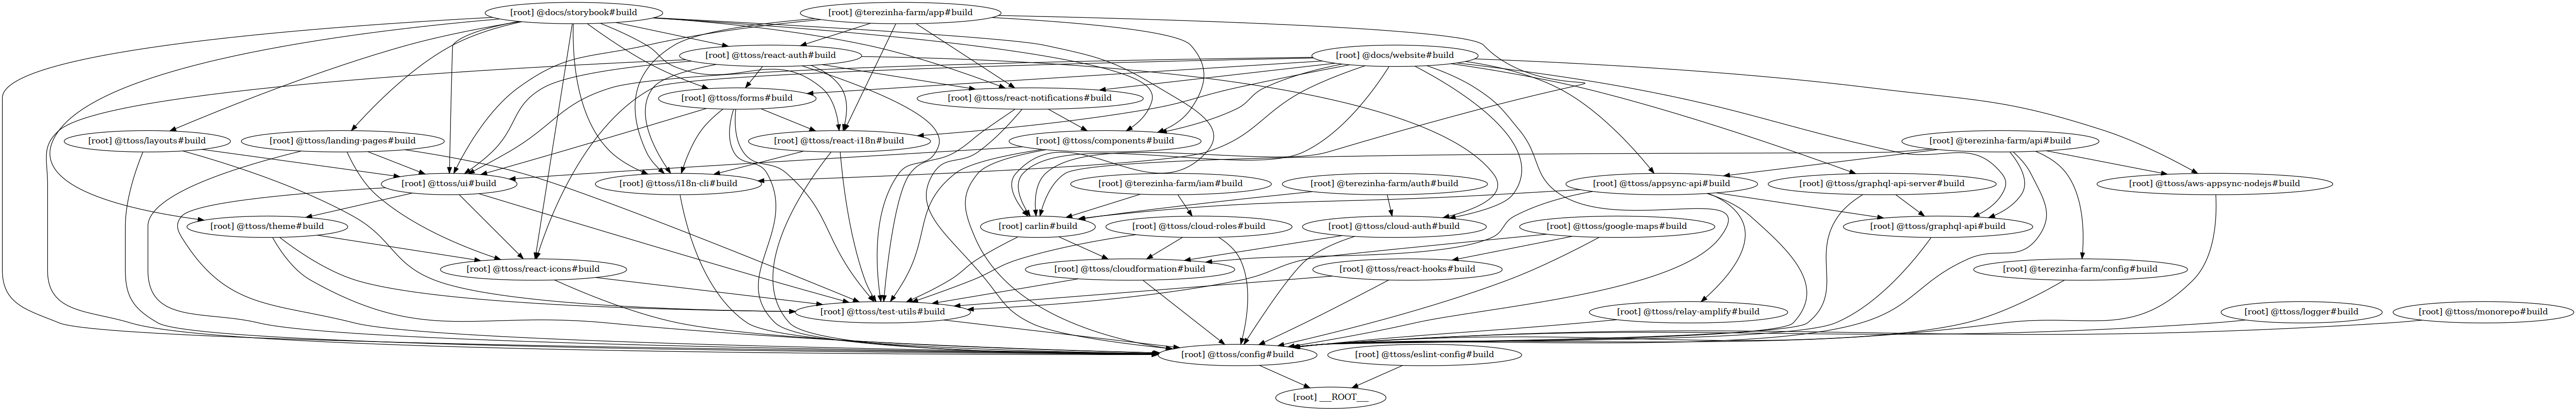 [root] @docs/storybook#build
[root] @terezinha-farm/app#build
[root] @ttoss/react-auth#build
[root] @docs/website#build
[root] @ttoss/forms#build
[root] @ttoss/react-notifications#build
[root] @ttoss/layouts#build
[root] @ttoss/landing-pages#build
[root] @ttoss/react-i18n#build
[root] @ttoss/components#build
[root] @terezinha-farm/api#build
[root] @ttoss/ui#build
[root] @ttoss/i18n-cli#build
[root] @terezinha-farm/iam#build
[root] @terezinha-farm/auth#build
[root] @ttoss/appsync-api#build
[root] @ttoss/graphql-api-server#build
[root] @ttoss/aws-appsync-nodejs#build
[root] @ttoss/theme#build
[root] carlin#build
[root] @ttoss/cloud-roles#build
[root] @ttoss/cloud-auth#build
[root] @ttoss/google-maps#build
[root] @ttoss/graphql-api#build
[root] @ttoss/react-icons#build
[root] @ttoss/cloudformation#build
[root] @ttoss/react-hooks#build
[root] @terezinha-farm/config#build
[root] @ttoss/test-utils#build
[root] @ttoss/relay-amplify#build
[root] @ttoss/logger#build
[root] @ttoss/monorepo#build
[root] @ttoss/config#build
[root] @ttoss/eslint-config#build
[root] ___ROOT___